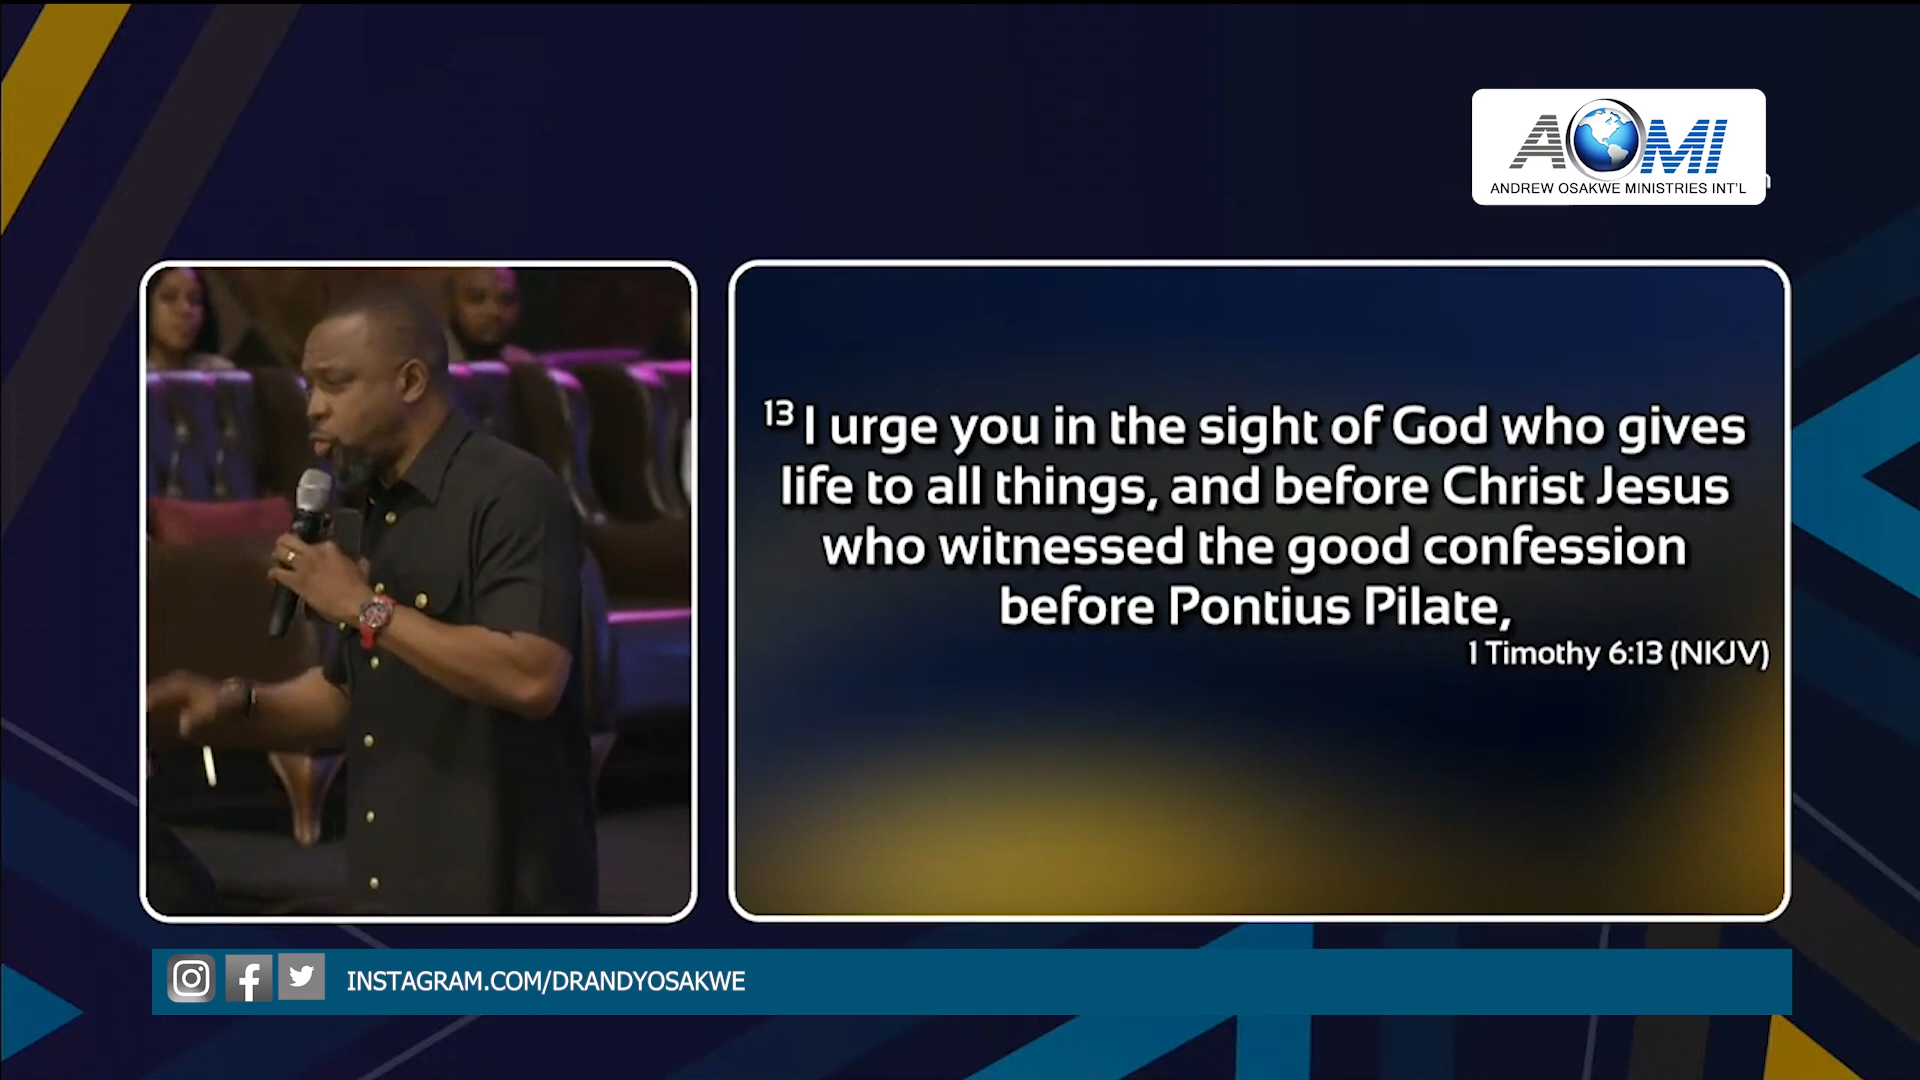 AOMI
ANDREW OSAKWE MINISTRIES INT'L
13 I urge you in the sight of God who gives
life to all things, and before Christ Jesus
who witnessed the good confession
before Pontius Pilate,
1 Timothy 6:13 (NKJV)
INSTAGRAM.COM/DRANDYOSAKWE